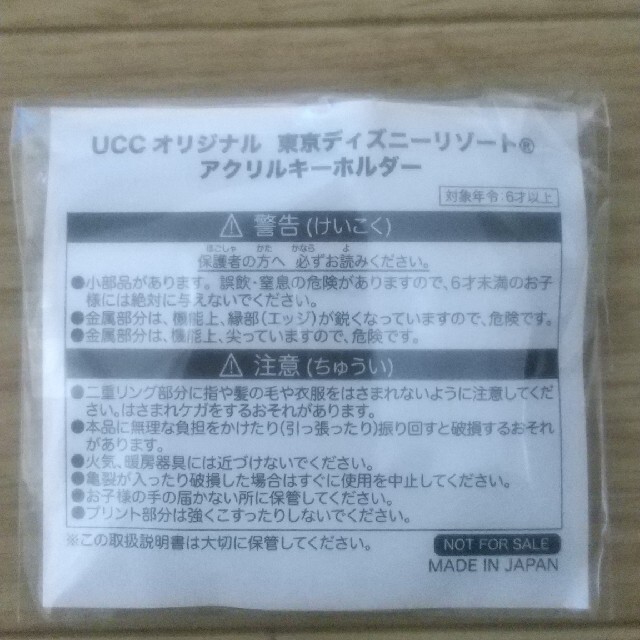 UCC オリジナル 東京ディズニーリゾート®
アクリルキーホルダー
対象年令:6才以上
⚠ 警告(けいこく)
ほごしゃ かた かなら よ
保護者の方へ 必ずお読みください。
●小部品があります。誤飲・窒息の危険がありますので、6才未満のお子
様には絶対に与えないでください。
●金属部分は、機能上、縁部(エッジ)が鋭くなっていますので、危険です。
●金属部分は、機能上、尖っていますので、危険です。
⚠ 注意(ちゅうい)
●二重リング部分に指や髪の毛や衣服をはさまれないように注意してくだ
さい。はさまれケガをするおそれがあります。
●本品に無理な負担をかけたり(引っ張ったり)振り回すと破損するおそれ
があります。
●火気、暖房器具には近づけないでください。
●亀裂が入ったり破損した場合はすぐに使用を中止してください。
●お子様の手の届かない所に保管してください。
●プリント部分は強くこすったりしないでください。
※この取扱説明書は大切に保管してください。
NOT FOR SALE
MADE IN JAPAN